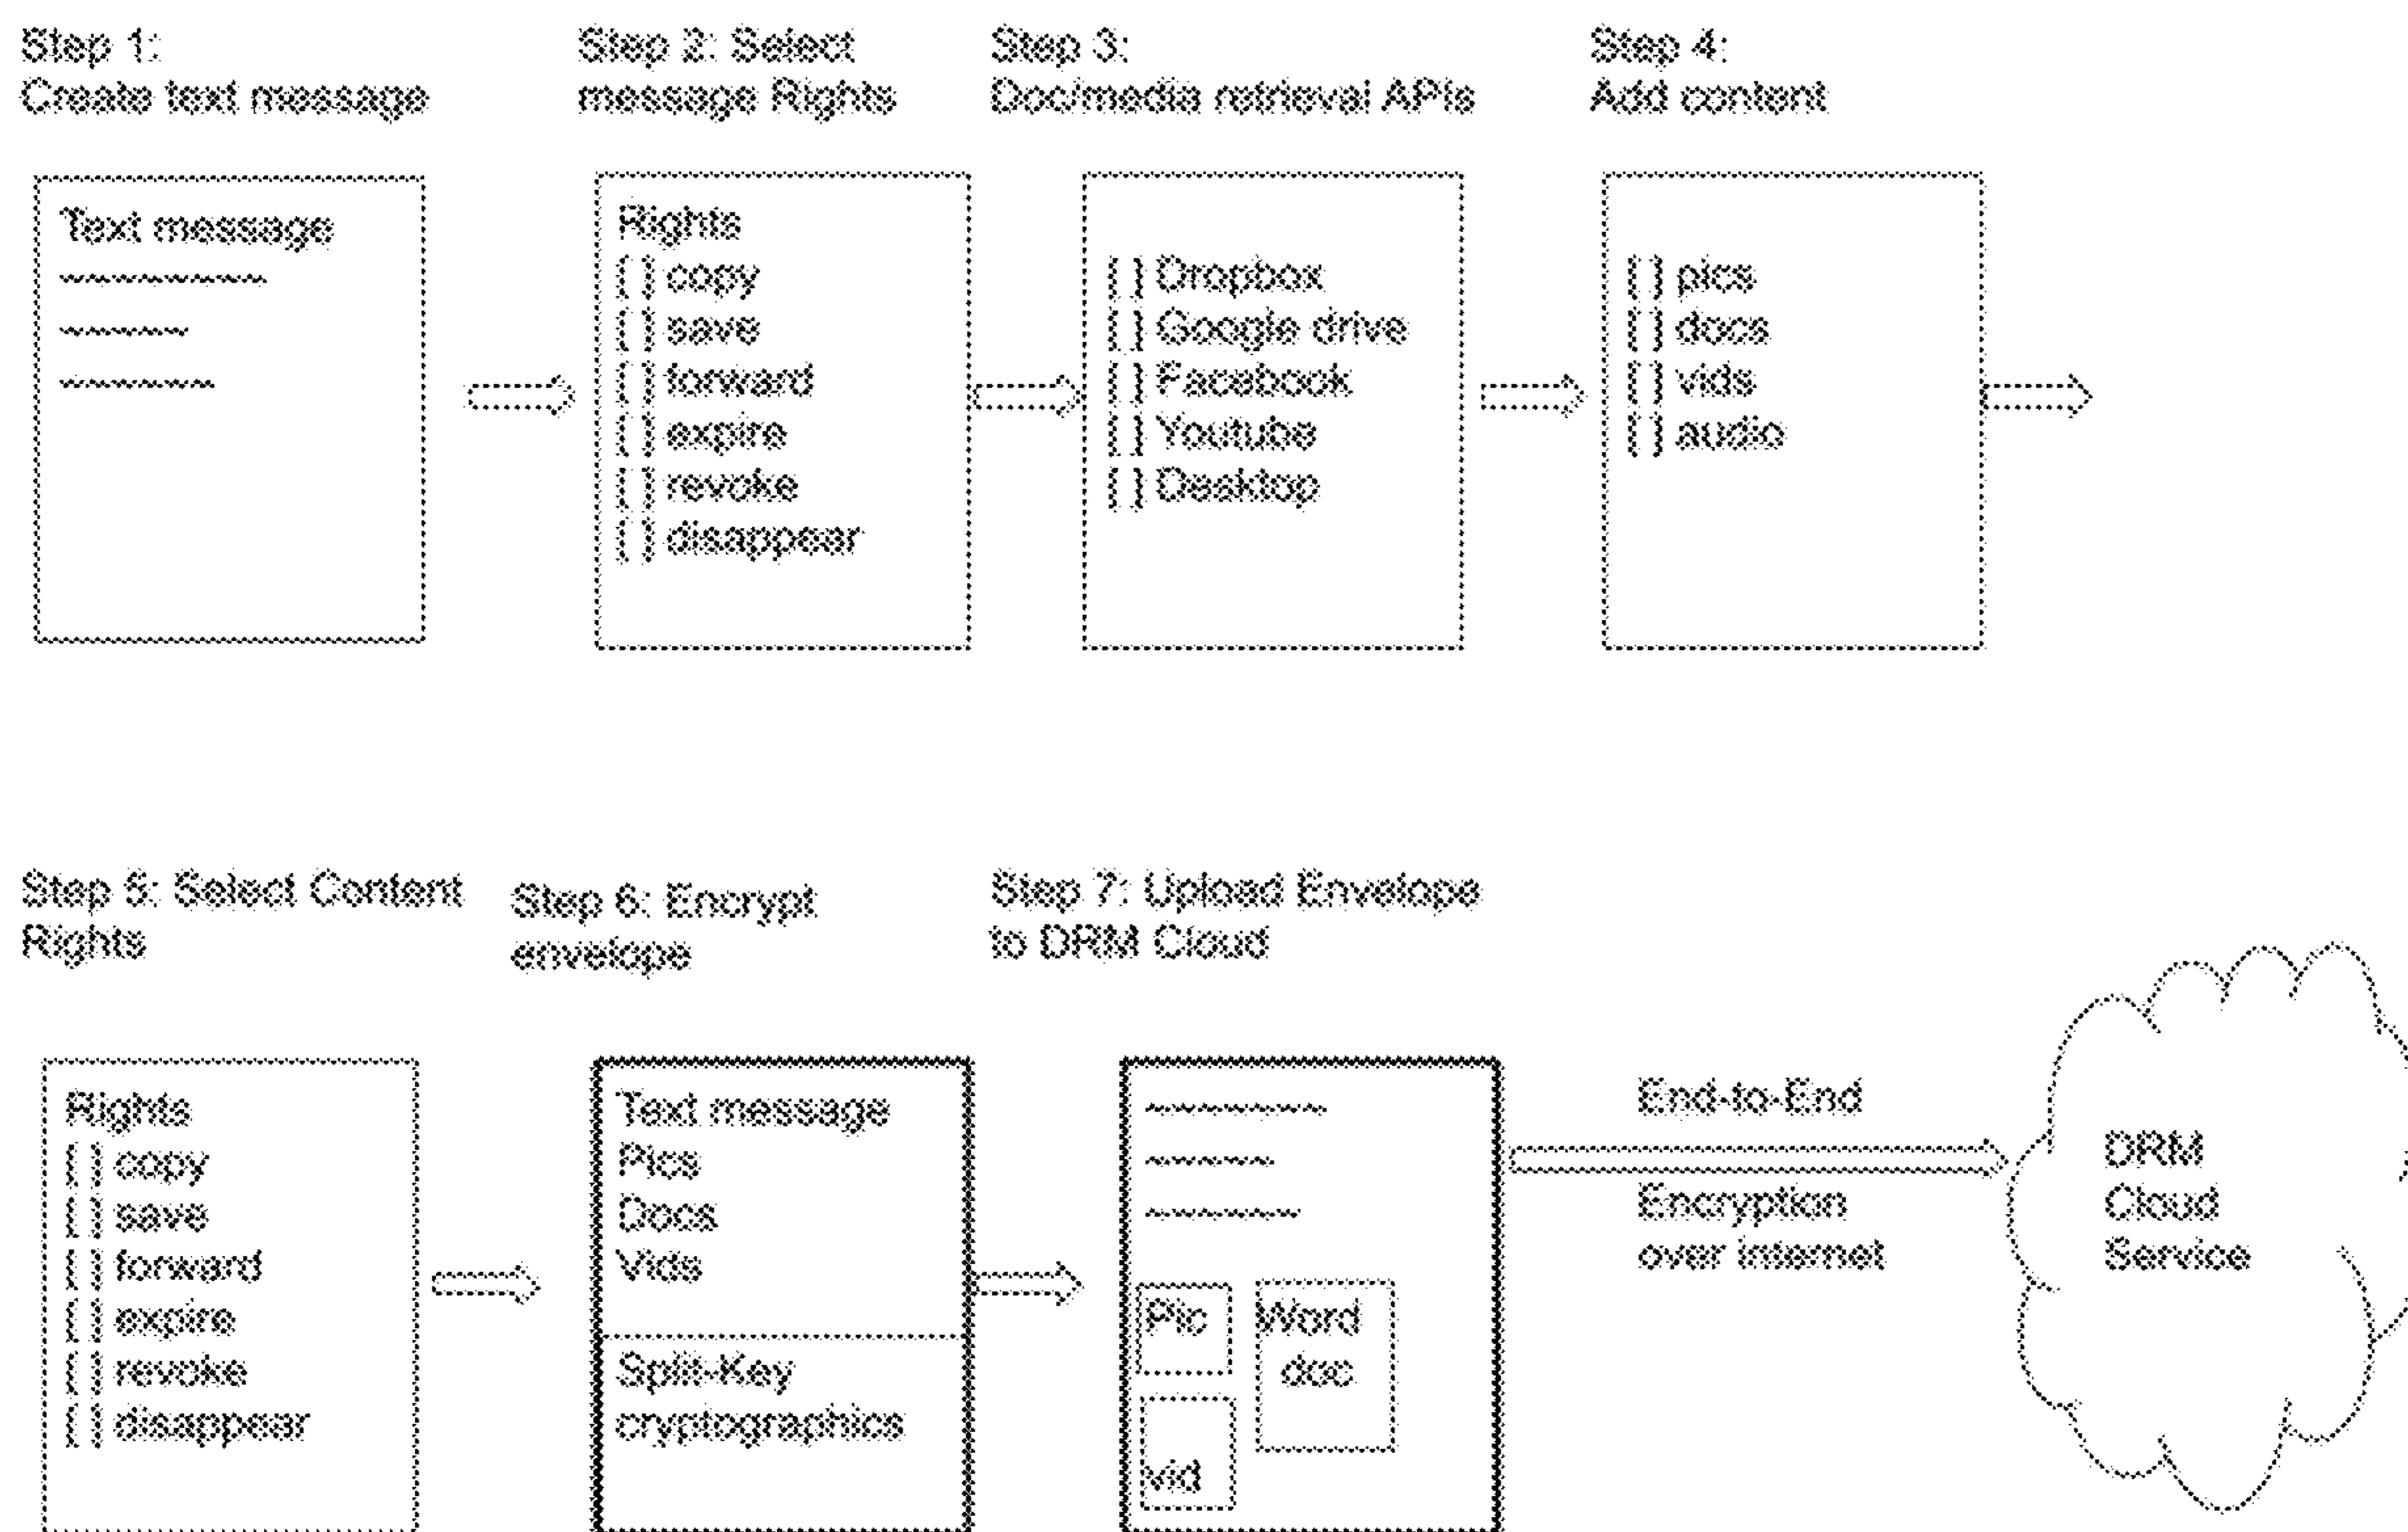 Step 1:
Create text message
Step 2: Select
message Rights
Step 3:
Doc/media retrieval APIs
Step 4:
Add content
Text message
Rights
[ ] copy
[ ] save
[ ] forward
[ ] expire
[ ] revoke
[ ] disappear
[ ] Dropbox
[ ] Google drive
[ ] Facebook
[ ] Youtube
[ ] Desktop
[ ] pics
[ ] docs
[ ] vids
[ ] audio
Step 5: Select Content
Rights
Step 6: Encrypt
envelope
Step 7: Upload Envelope
to DRM Cloud
Rights
[ ] copy
[ ] save
[ ] forward
[ ] expire
[ ] revoke
[ ] disappear
Text message
Pics
Docs
Vids
Split-Key
cryptographics
Pic
Word
doc
vid
End-to-End
Encryption
over internet
DRM
Cloud
Service